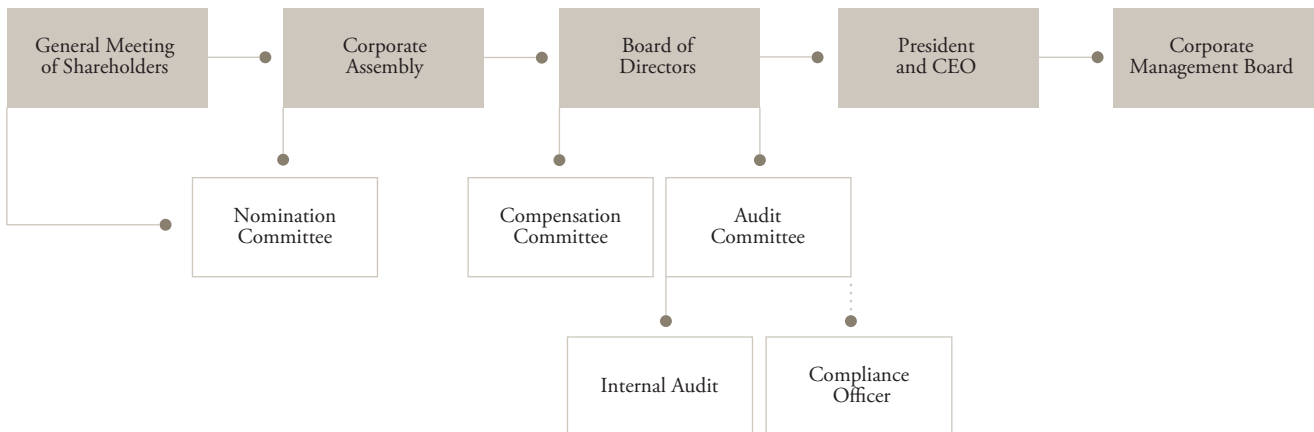 General Meeting
of Shareholders
Corporate
Assembly
Board of
Directors
President
and CEO
Corporate
Management Board
Nomination
Committee
Compensation
Committee
Audit
Committee
Internal Audit
Compliance
Officer